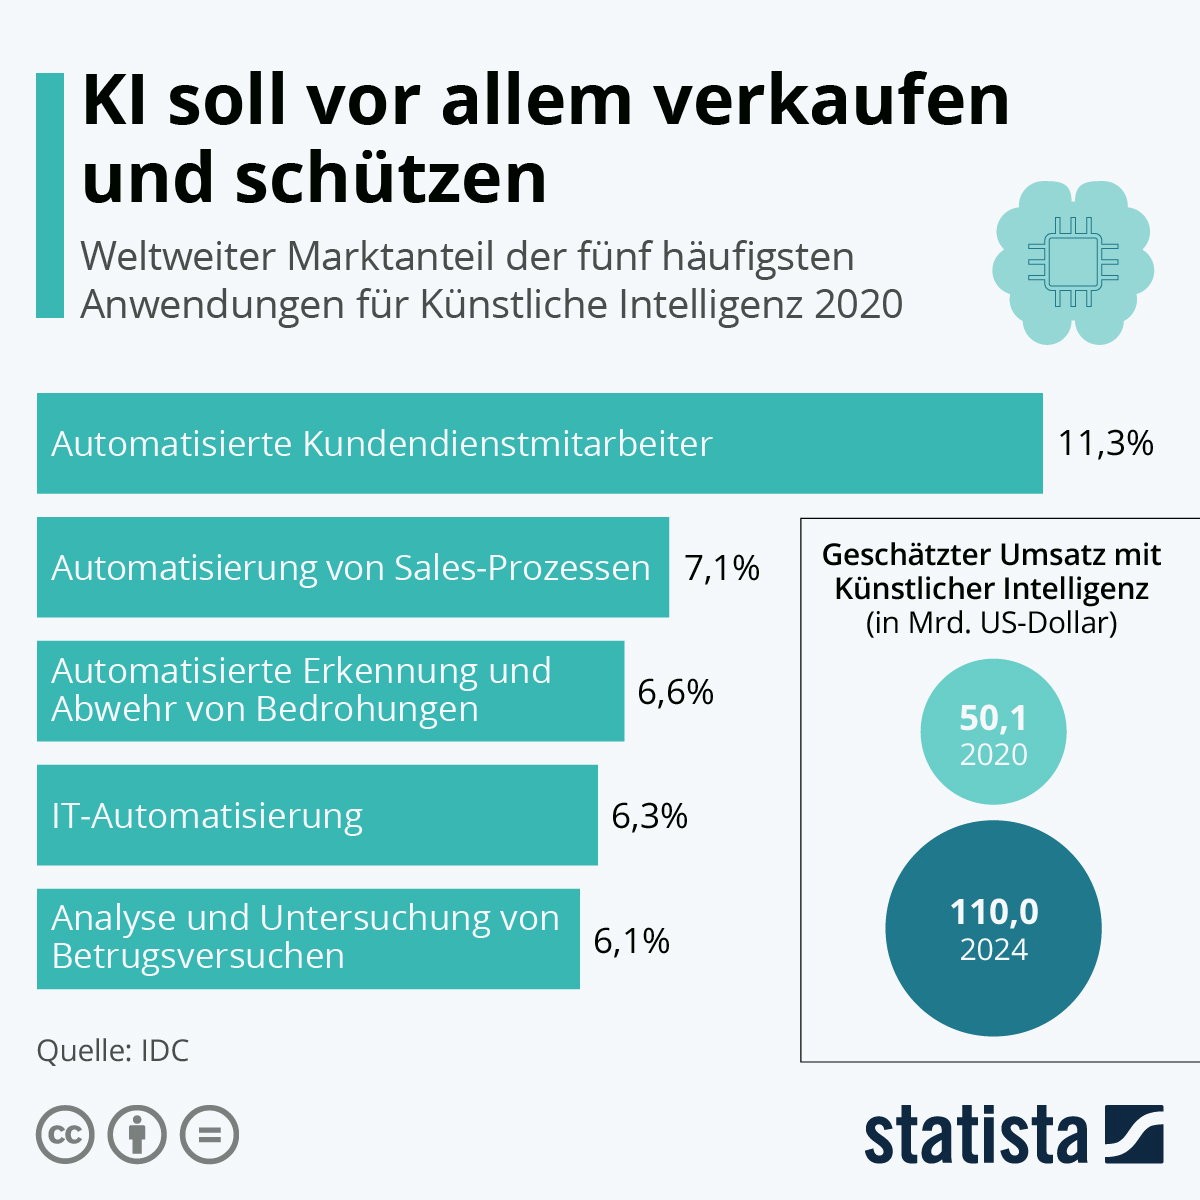 KI soll vor allem verkaufen
und schützen
Weltweiter Marktanteil der fünf häufigsten
Anwendungen für Künstliche Intelligenz 2020
Automatisierte Kundendienstmitarbeiter
11,3%
Automatisierung von Sales-Prozessen
7,1%
Automatisierte Erkennung und
Abwehr von Bedrohungen
6,6%
IT-Automatisierung
6,3%
Analyse und Untersuchung von
Betrugsversuchen
6,1%
Geschätzter Umsatz mit
Künstlicher Intelligenz
(in Mrd. US-Dollar)
50,1
2020
110,0
2024
Quelle: IDC
cc
statista